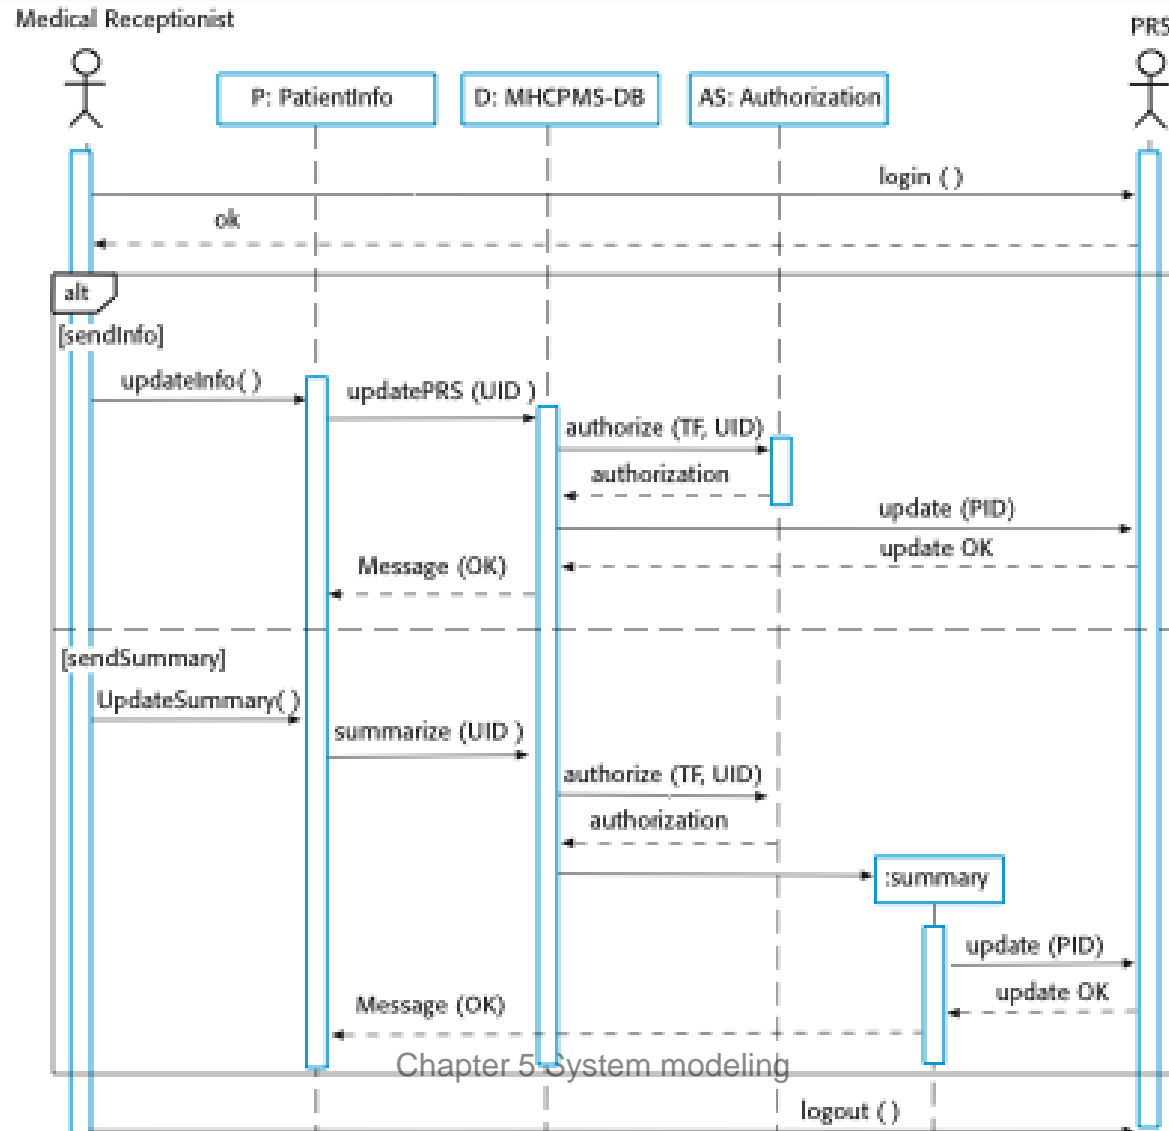 Medical Receptionist
PRS
P: PatientInfo
D: MHCPMS-DB
AS: Authorization
login ( )
ok
alt
[sendInfo]
updateInfo( )
updatePRS (UID )
authorize (TF, UID)
authorization
update (PID)
update OK
Message (OK)
[sendSummary]
UpdateSummary( )
summarize (UID )
authorize (TF, UID)
authorization
:summary
update (PID)
update OK
Message (OK)
Chapter 5 System modeling
logout ( )